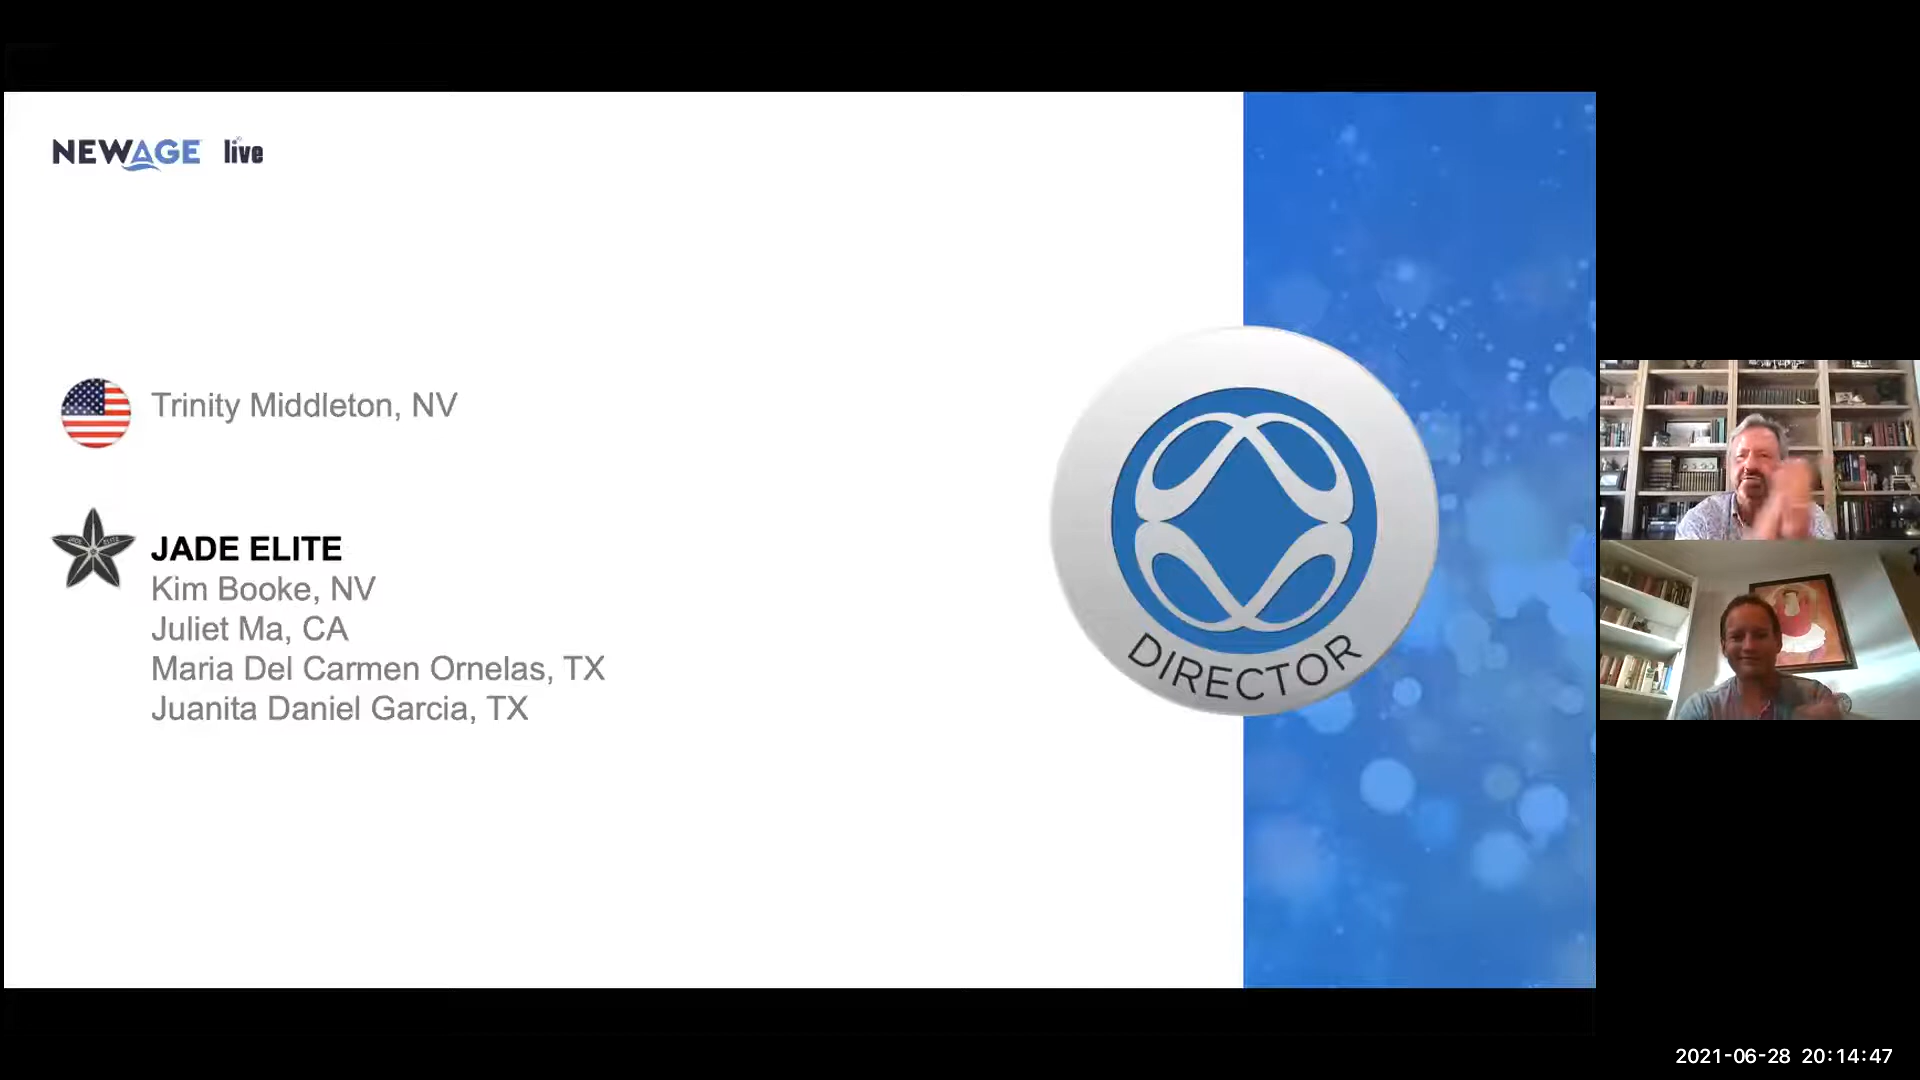 NEWAGE live
Trinity Middleton, NV
JADE ELITE
Kim Booke, NV
Juliet Ma, CA
Maria Del Carmen Ornelas, TX
Juanita Daniel Garcia, TX
DIRECTOR
2021-06-28 20:14:47